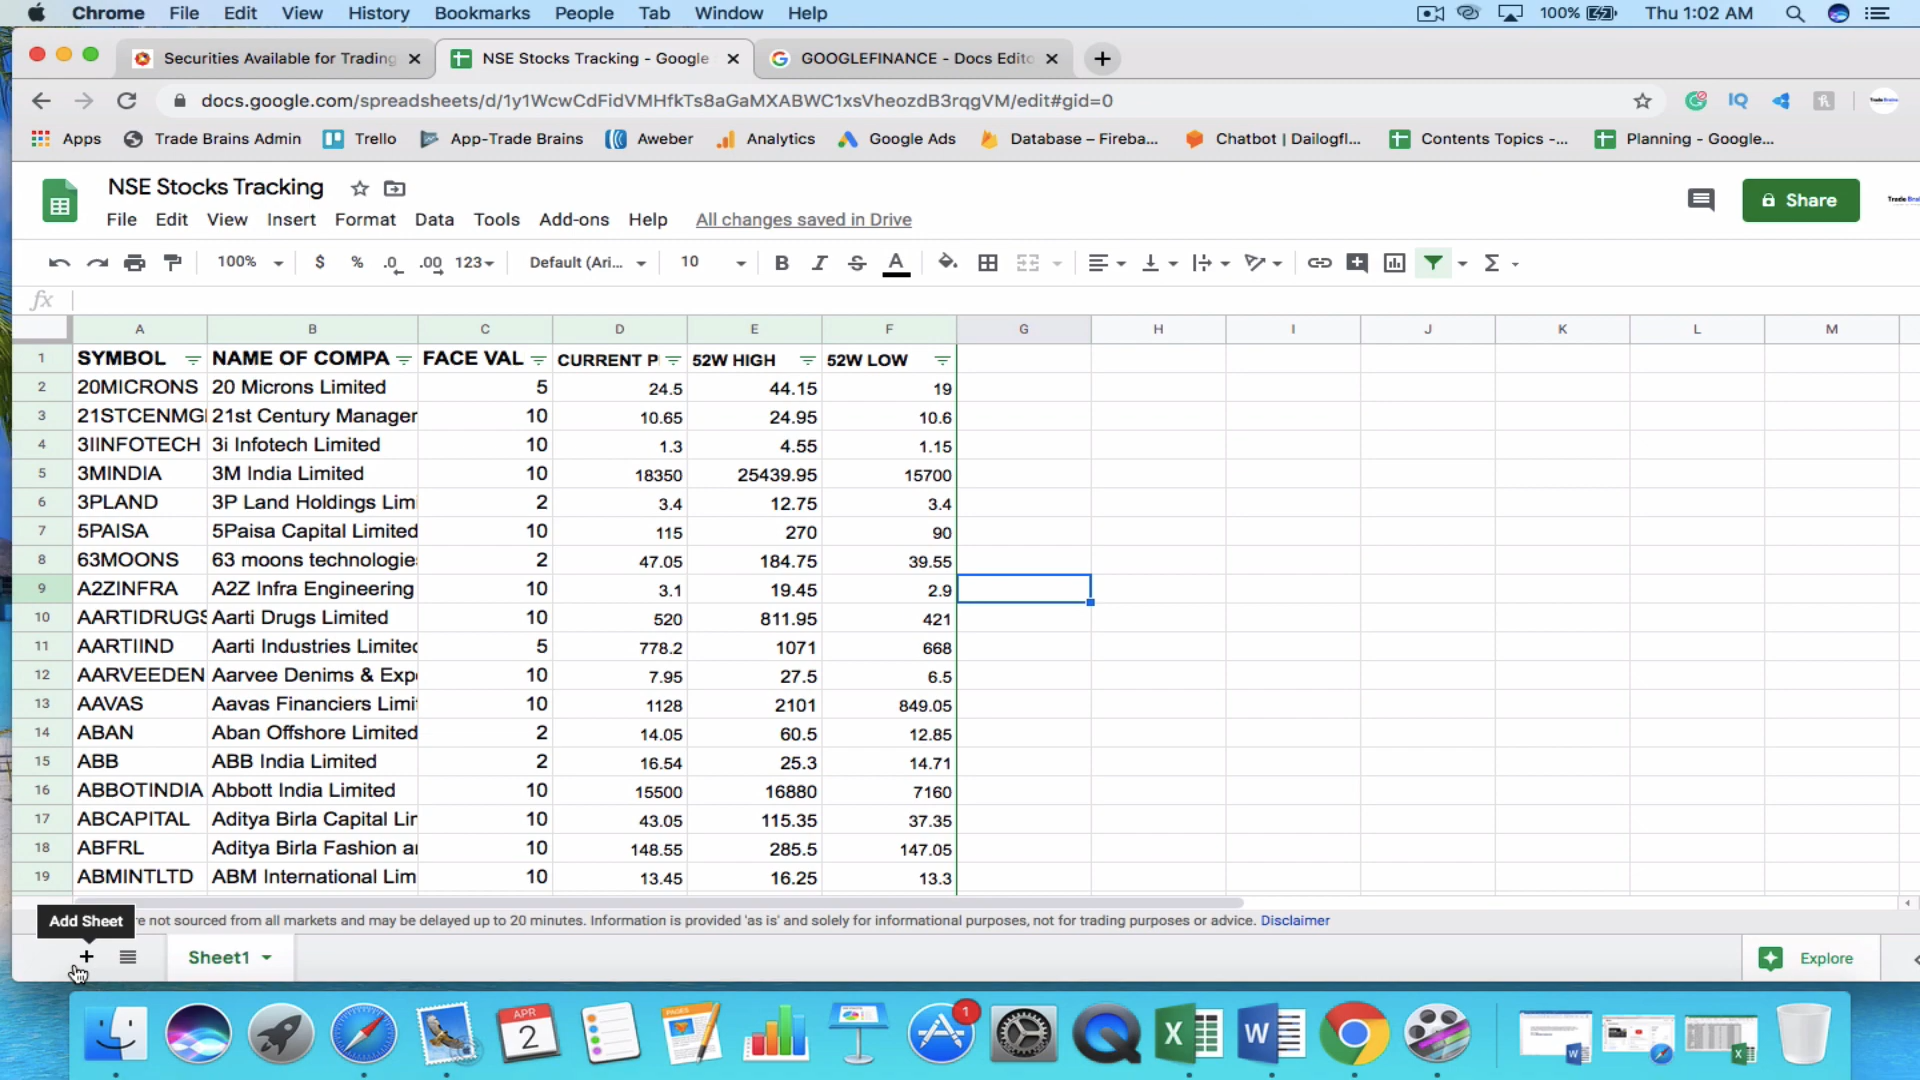 Chrome File Edit View History Bookmarks People Tab Window Help 100% Thu 1:02 AM
Securities Available for Trading NSE Stocks Tracking - Google GOOGLEFINANCE - Docs Edito
docs.google.com/spreadsheets/d/1y1WcwCdFidVMHfkTs8aGaMXABWC1xsVheozdB3rqgVM/edit#gid=0
Apps Trade Brains Admin Trello App-Trade Brains Aweber Analytics Google Ads Database – Fireba... Chatbot | Dailogfl... Contents Topics -... Planning - Google...
NSE Stocks Tracking
File Edit View Insert Format Data Tools Add-ons Help All changes saved in Drive
Share
100% $ % .0 .00 123 Default (Ari... 10 B I S A Σ
fx
A B C D E F G H I J K L M
1 SYMBOL NAME OF COMPA FACE VAL CURRENT P 52W HIGH 52W LOW
2 20MICRONS 20 Microns Limited 5 24.5 44.15 19
3 21STCENMG 21st Century Manager 10 10.65 24.95 10.6
4 3IINFOTECH 3i Infotech Limited 10 1.3 4.55 1.15
5 3MINDIA 3M India Limited 10 18350 25439.95 15700
6 3PLAND 3P Land Holdings Lim 2 3.4 12.75 3.4
7 5PAISA 5Paisa Capital Limited 10 115 270 90
8 63MOONS 63 moons technologie 2 47.05 184.75 39.55
9 A2ZINFRA A2Z Infra Engineering 10 3.1 19.45 2.9
10 AARTIDRUGS Aarti Drugs Limited 10 520 811.95 421
11 AARTIIND Aarti Industries Limited 5 778.2 1071 668
12 AARVEEDEN Aarvee Denims & Exp 10 7.95 27.5 6.5
13 AAVAS Aavas Financiers Limi 10 1128 2101 849.05
14 ABAN Aban Offshore Limited 2 14.05 60.5 12.85
15 ABB ABB India Limited 2 16.54 25.3 14.71
16 ABBOTINDIA Abbott India Limited 10 15500 16880 7160
17 ABCAPITAL Aditya Birla Capital Lir 10 43.05 115.35 37.35
18 ABFRL Aditya Birla Fashion a 10 148.55 285.5 147.05
19 ABMINTLTD ABM International Lim 10 13.45 16.25 13.3
Add Sheet
re not sourced from all markets and may be delayed up to 20 minutes. Information is provided 'as is' and solely for informational purposes, not for trading purposes or advice. Disclaimer
Sheet1
Explore
APR
2
PAGES
1